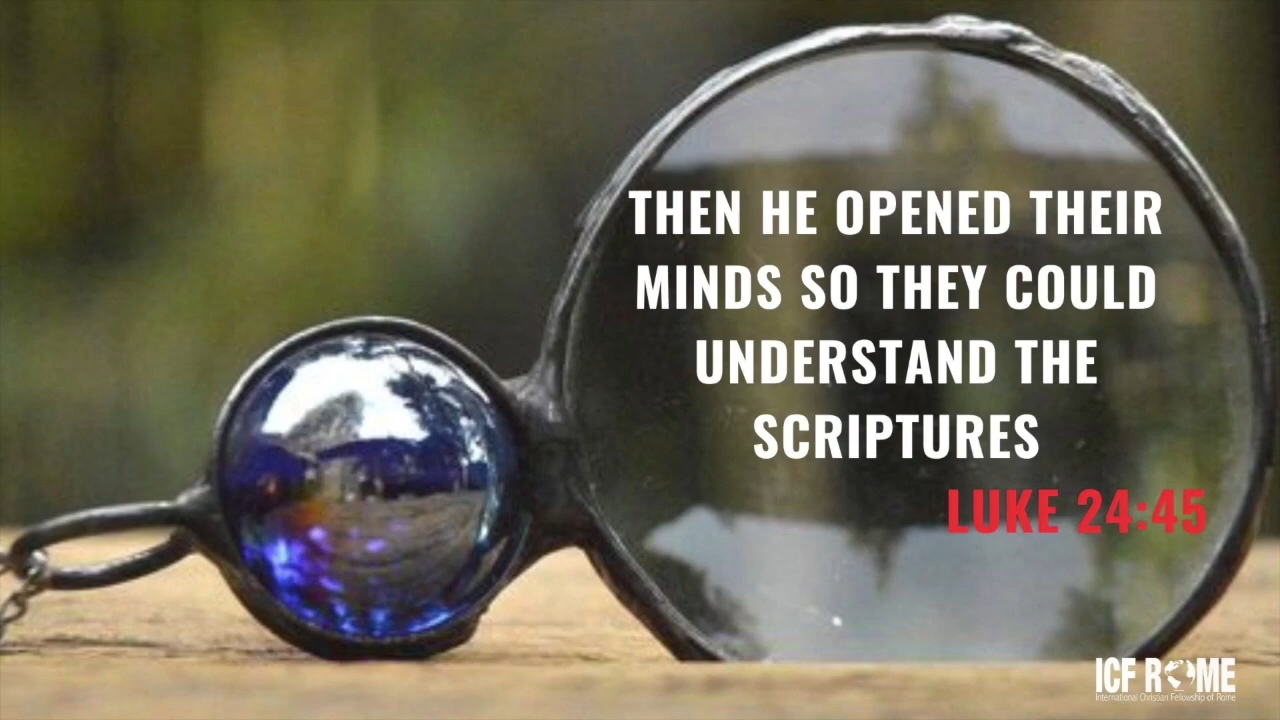 THEN HE OPENED THEIR
MINDS SO THEY COULD
UNDERSTAND THE
SCRIPTURES
LUKE 24:45
ICF ROME
International Christian Fellowship of Rome